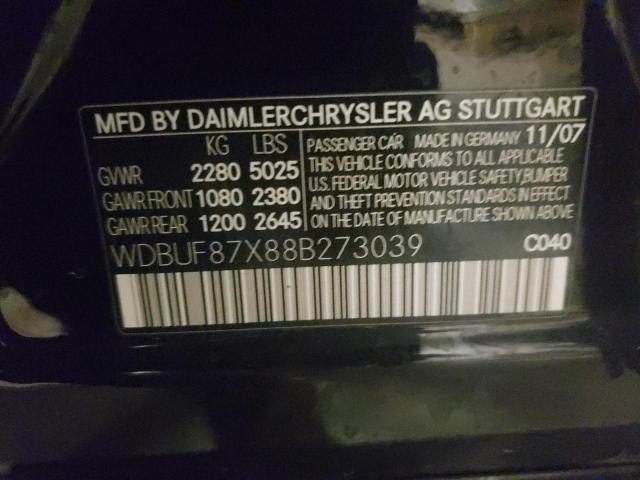 MFD BY DAIMLERCHRYSLER AG STUTTGART
KG LBS
GVWR 2280 5025
GAWR FRONT 1080 2380
GAWR REAR 1200 2645
PASSENGER CAR MADE IN GERMANY 11/07
THIS VEHICLE CONFORMS TO ALL APPLICABLE
U.S. FEDERAL MOTOR VEHICLE SAFETY,BUMPER
AND THEFT PREVENTION STANDARDS IN EFFECT
ON THE DATE OF MANUFACTURE SHOWN ABOVE
WDBUF87X88B273039 C040